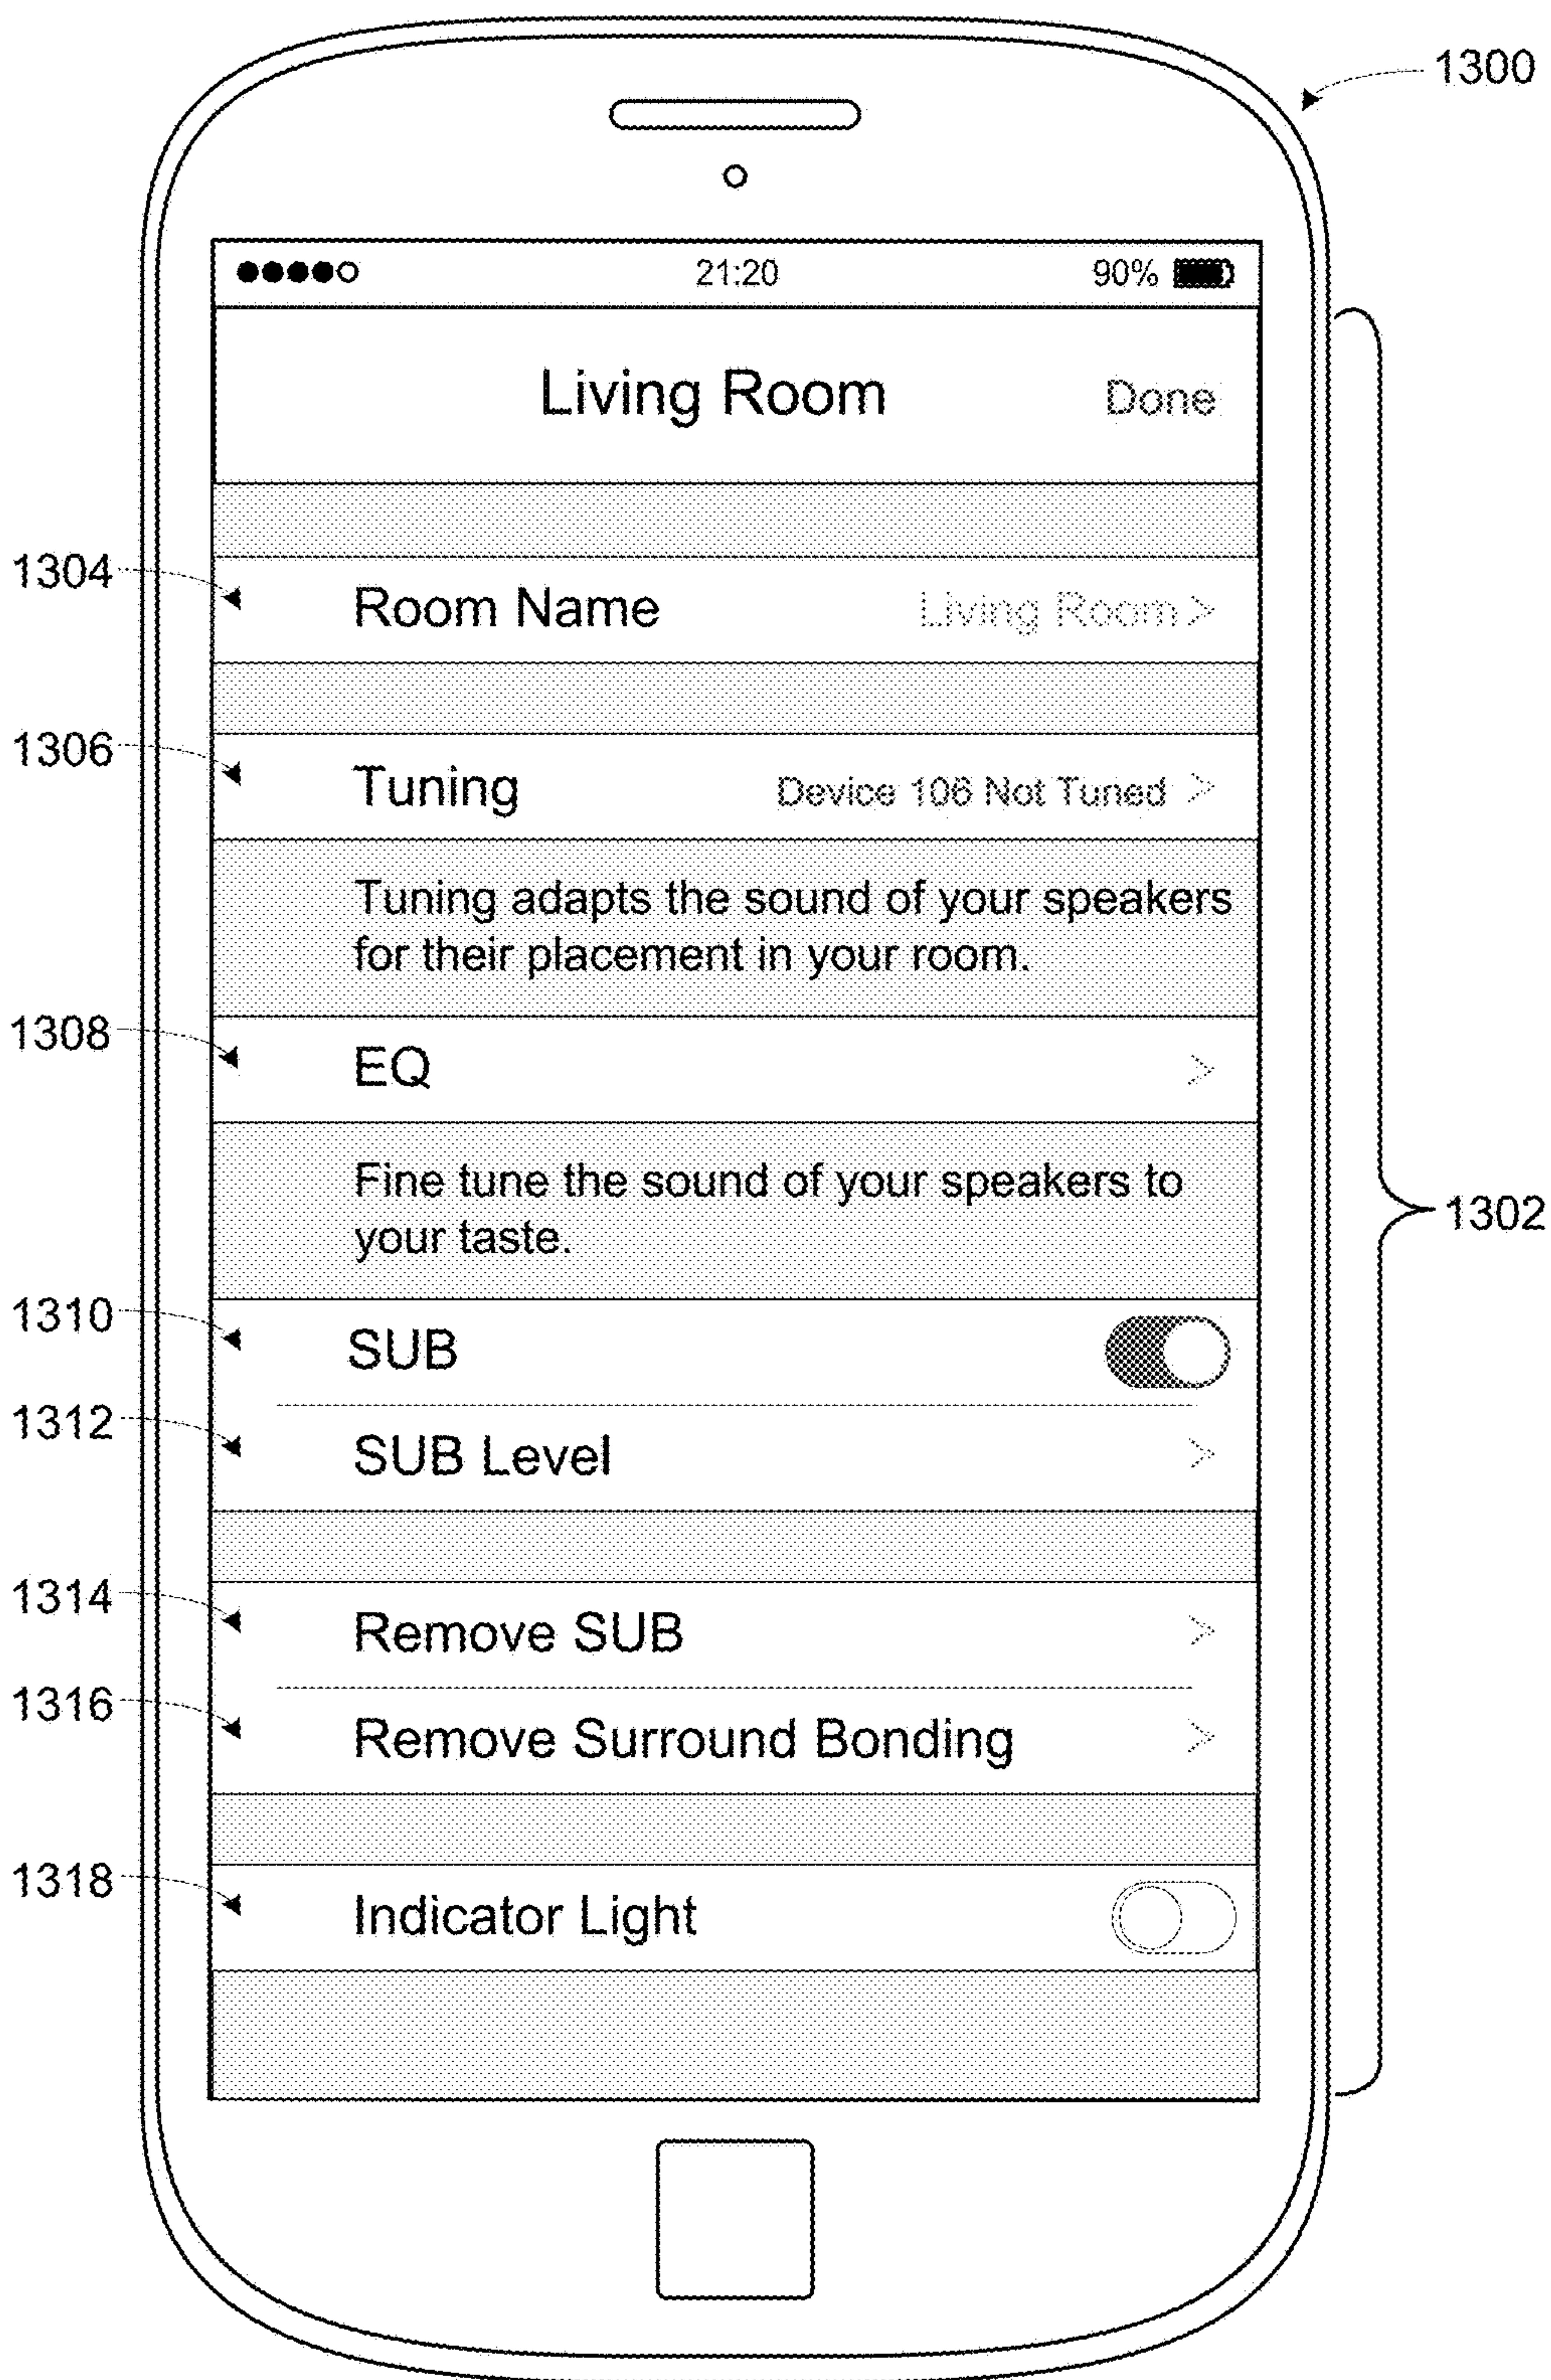 1300
21:20 90%
Living Room Done
1304 Room Name Living Room >
1306 Tuning Device 106 Not Tuned >
Tuning adapts the sound of your speakers
for their placement in your room.
1308 EQ >
Fine tune the sound of your speakers to
your taste.
1302
1310 SUB
1312 SUB Level >
1314 Remove SUB >
1316 Remove Surround Bonding >
1318 Indicator Light